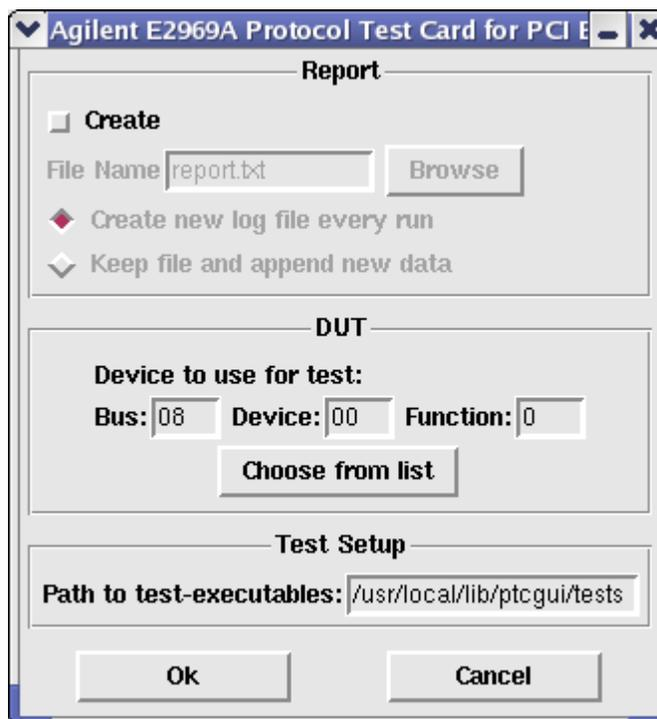 Agilent E2969A Protocol Test Card for PCI E
Report
Create
File Name report.txt Browse
Create new log file every run
Keep file and append new data
DUT
Device to use for test:
Bus: 08 Device: 00 Function: 0
Choose from list
Test Setup
Path to test-executables: /usr/local/lib/ptcgui/tests
Ok Cancel